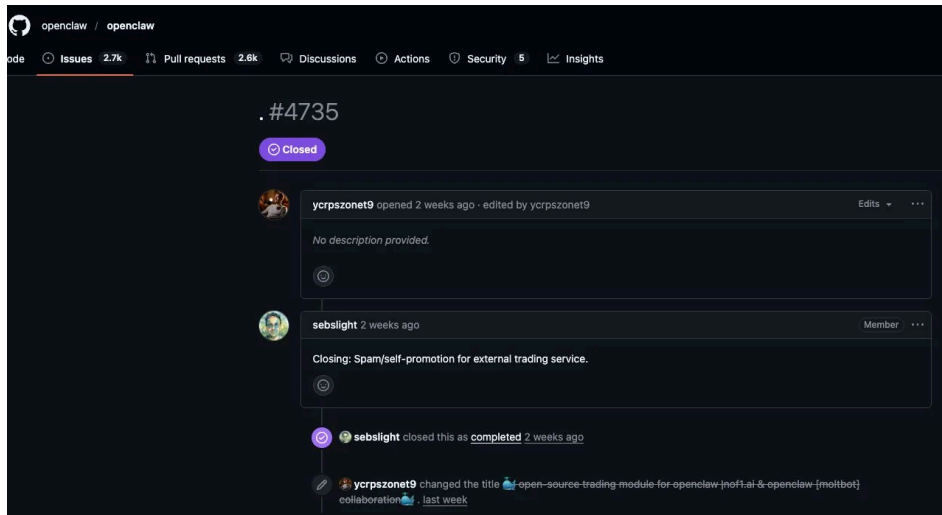 openclaw / openclaw
ode Issues 2.7k Pull requests 2.6k Discussions Actions Security 5 Insights
. #4735
Closed
ycrpszonet9 opened 2 weeks ago · edited by ycrpszonet9 Edits
No description provided.
sebslight 2 weeks ago Member
Closing: Spam/self-promotion for external trading service.
sebslight closed this as completed 2 weeks ago
ycrpszonet9 changed the title 🐳open-source trading module for openclaw |nof1.ai & openclaw [moltbot]
collaboration🐳 . last week